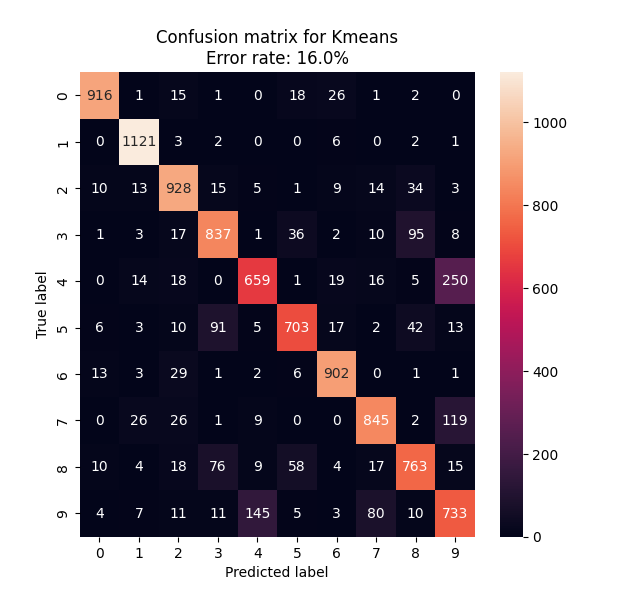 Confusion matrix for Kmeans
Error rate: 16.0%
0 916 1 15 1 0 18 26 1 2 0
1 0 1121 3 2 0 0 6 0 2 1
2 10 13 928 15 5 1 9 14 34 3
3 1 3 17 837 1 36 2 10 95 8
4 0 14 18 0 659 1 19 16 5 250
5 6 3 10 91 5 703 17 2 42 13
6 13 3 29 1 2 6 902 0 1 1
7 0 26 26 1 9 0 0 845 2 119
8 10 4 18 76 9 58 4 17 763 15
9 4 7 11 11 145 5 3 80 10 733
0 1 2 3 4 5 6 7 8 9
Predicted label
True label
1000
800
600
400
200
0